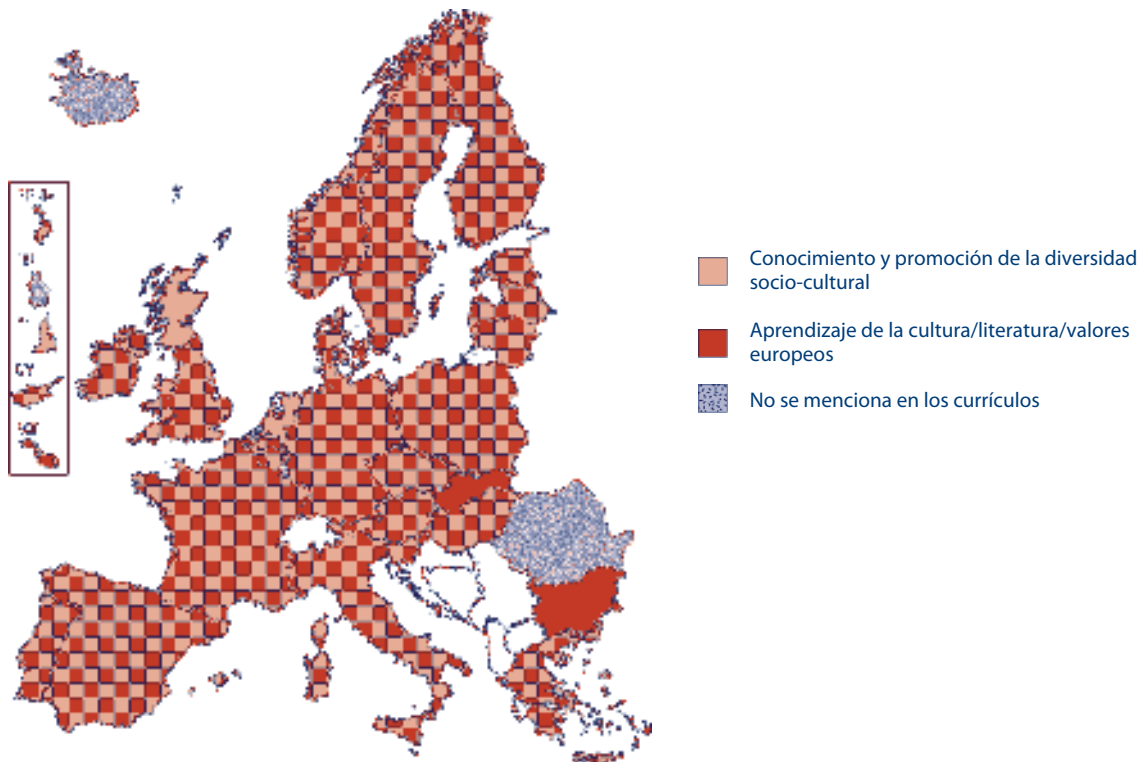 CY
Conocimiento y promoción de la diversidad
socio-cultural
Aprendizaje de la cultura/literatura/valores
europeos
No se menciona en los currículos